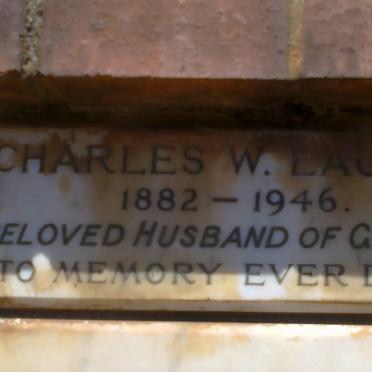 CHARLES W.
1882 – 1946.
ELOVED HUSBAND OF G
TO MEMORY EVER